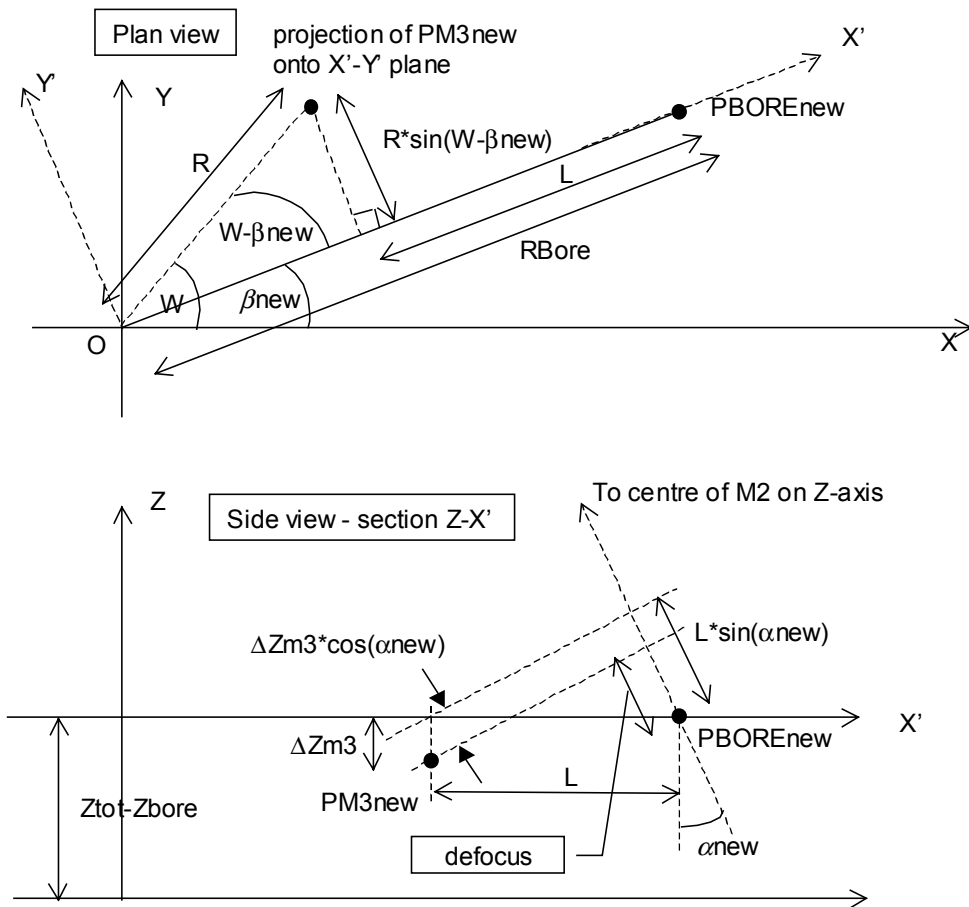 Plan view
projection of PM3new
onto X'-Y' plane
X'
Y'
Y
PBOREnew
R*sin(W-βnew)
R
L
W-βnew
RBore
W
βnew
O
X
To centre of M2 on Z-axis
Z
Side view - section Z-X'
L*sin(αnew)
ΔZm3*cos(αnew)
X'
ΔZm3
PBOREnew
PM3new
L
Ztot-Zbore
defocus
αnew